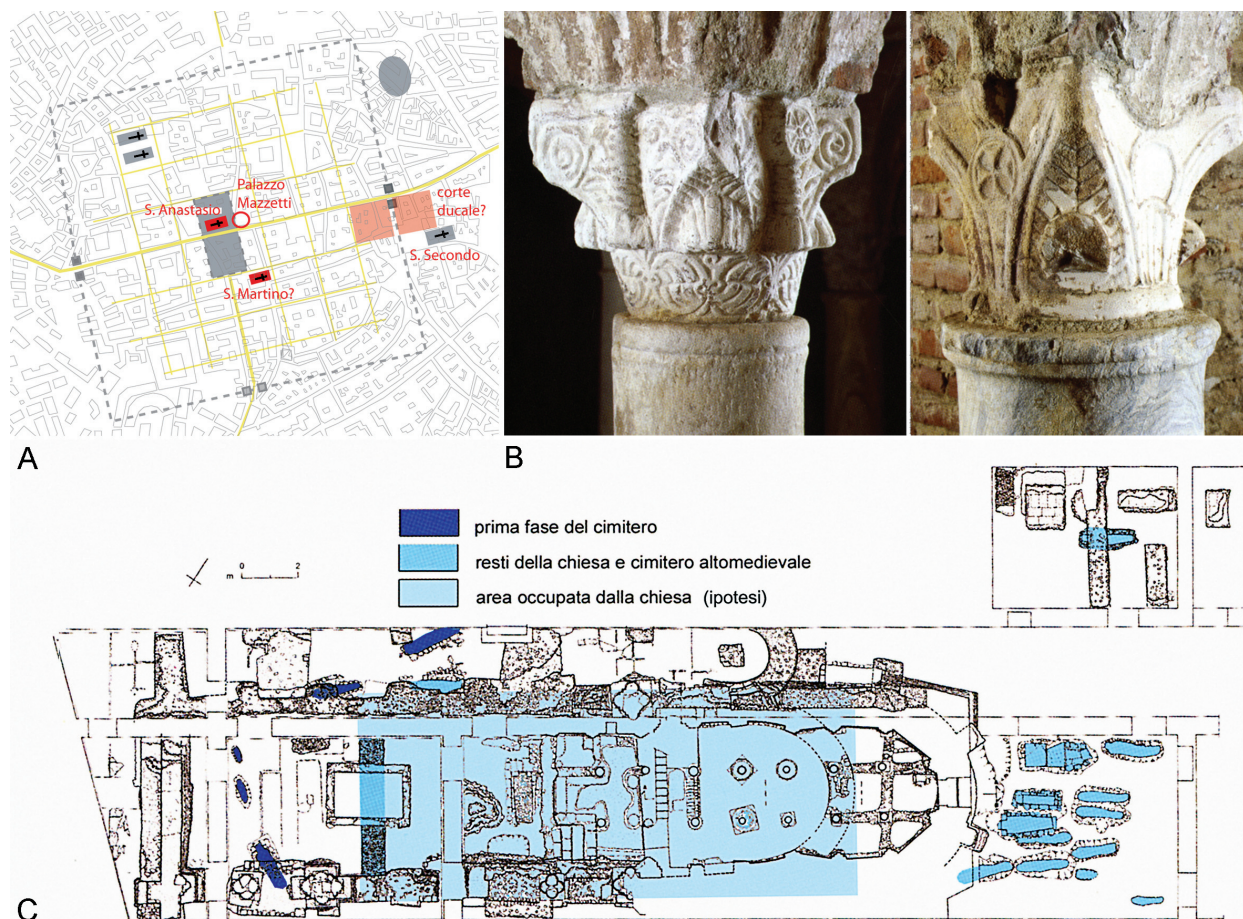 Palazzo
Mazzetti
S. Anastasio
corte
ducale?
S. Secondo
S. Martino?
A
B
prima fase del cimitero
resti della chiesa e cimitero altomedievale
area occupata dalla chiesa (ipotesi)
m 0 2
C